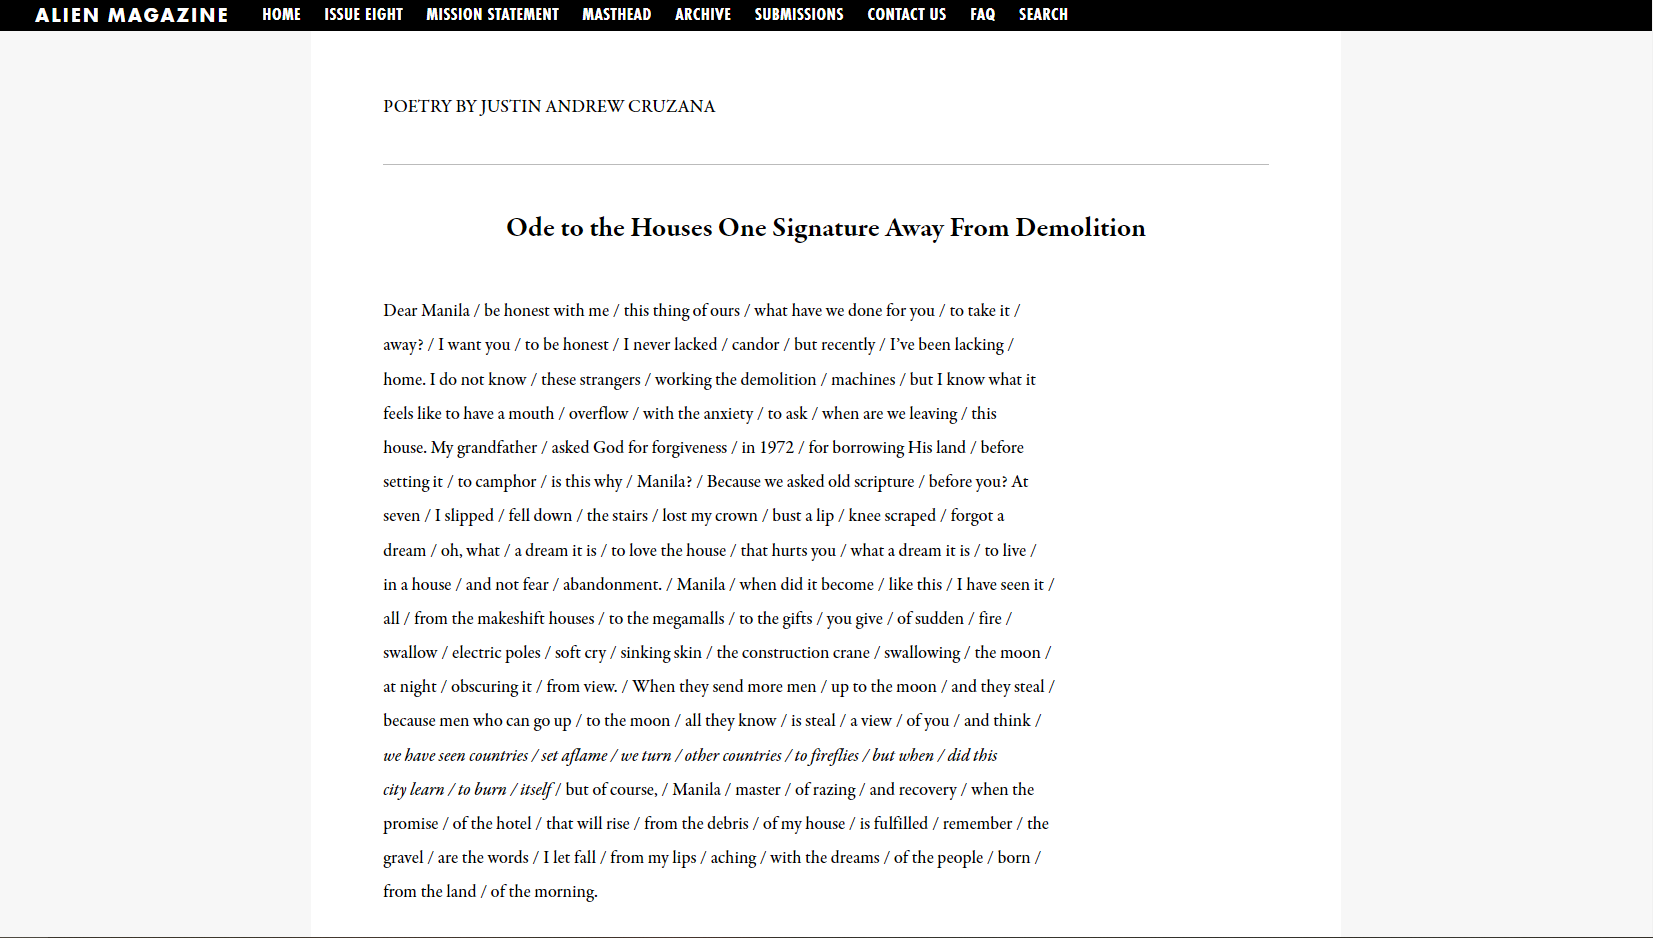 ALIEN MAGAZINE HOME ISSUE EIGHT MISSION STATEMENT MASTHEAD ARCHIVE SUBMISSIONS CONTACT US FAQ SEARCH
POETRY BY JUSTIN ANDREW CRUZANA
Ode to the Houses One Signature Away From Demolition
Dear Manila / be honest with me / this thing of ours / what have we done for you / to take it /
away? / I want you / to be honest / I never lacked / candor / but recently / I’ve been lacking /
home. I do not know / these strangers / working the demolition / machines / but I know what it
feels like to have a mouth / overflow / with the anxiety / to ask / when are we leaving / this
house. My grandfather / asked God for forgiveness / in 1972 / for borrowing His land / before
setting it / to camphor / is this why / Manila? / Because we asked old scripture / before you? At
seven / I slipped / fell down / the stairs / lost my crown / bust a lip / knee scraped / forgot a
dream / oh, what / a dream it is / to love the house / that hurts you / what a dream it is / to live /
in a house / and not fear / abandonment. / Manila / when did it become / like this / I have seen it /
all / from the makeshift houses / to the megamalls / to the gifts / you give / of sudden / fire /
swallow / electric poles / soft cry / sinking skin / the construction crane / swallowing / the moon /
at night / obscuring it / from view. / When they send more men / up to the moon / and they steal /
because men who can go up / to the moon / all they know / is steal / a view / of you / and think /
we have seen countries / set aflame / we turn / other countries / to fireflies / but when / did this
city learn / to burn / itself / but of course, / Manila / master / of razing / and recovery / when the
promise / of the hotel / that will rise / from the debris / of my house / is fulfilled / remember / the
gravel / are the words / I let fall / from my lips / aching / with the dreams / of the people / born /
from the land / of the morning.